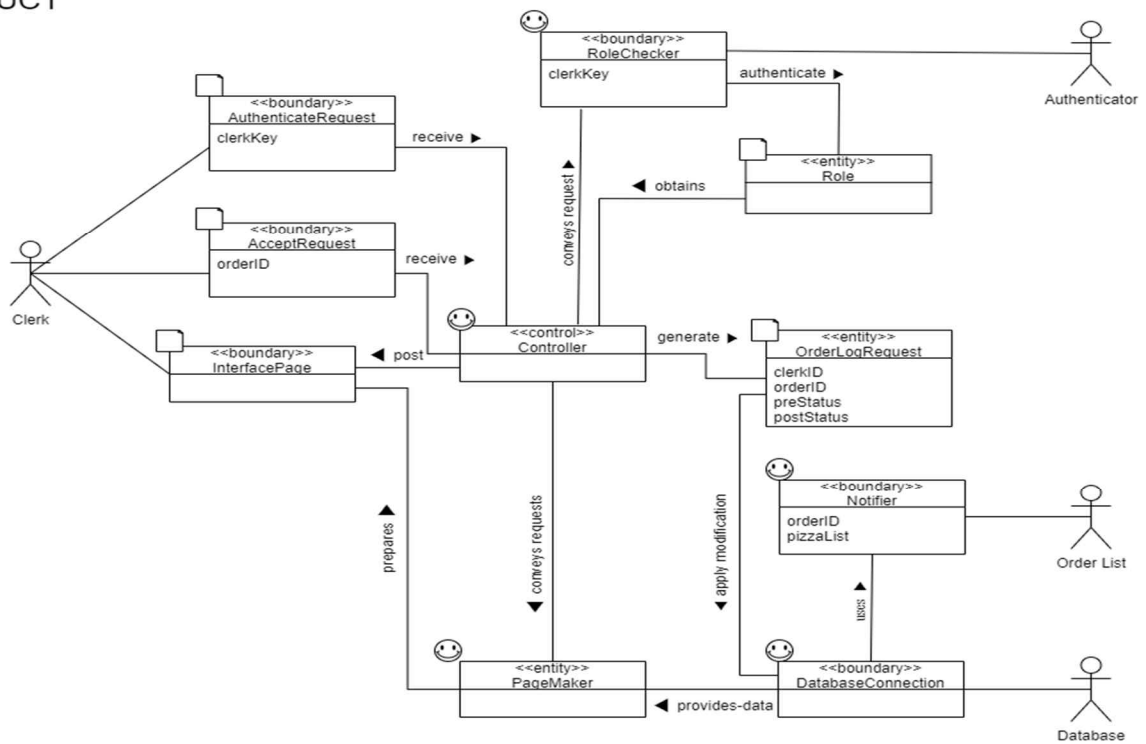 <<boundary>>
RoleChecker
clerkKey
authenticate ▶
Authenticator
<<boundary>>
AuthenticateRequest
clerkKey
receive ▶
<<entity>>
Role
◀ obtains
conveys request ▶
<<boundary>>
AcceptRequest
orderID
receive ▶
Clerk
<<control>>
Controller
generate ▶
<<entity>>
OrderLogRequest
clerkID
orderID
preStatus
postStatus
◀ post
<<boundary>>
InterfacePage
prepares ▶
◀ conveys requests
◀ apply modification
<<boundary>>
Notifier
orderID
pizzaList
Order List
uses ▶
<<entity>>
PageMaker
◀ provides-data
<<boundary>>
DatabaseConnection
Database